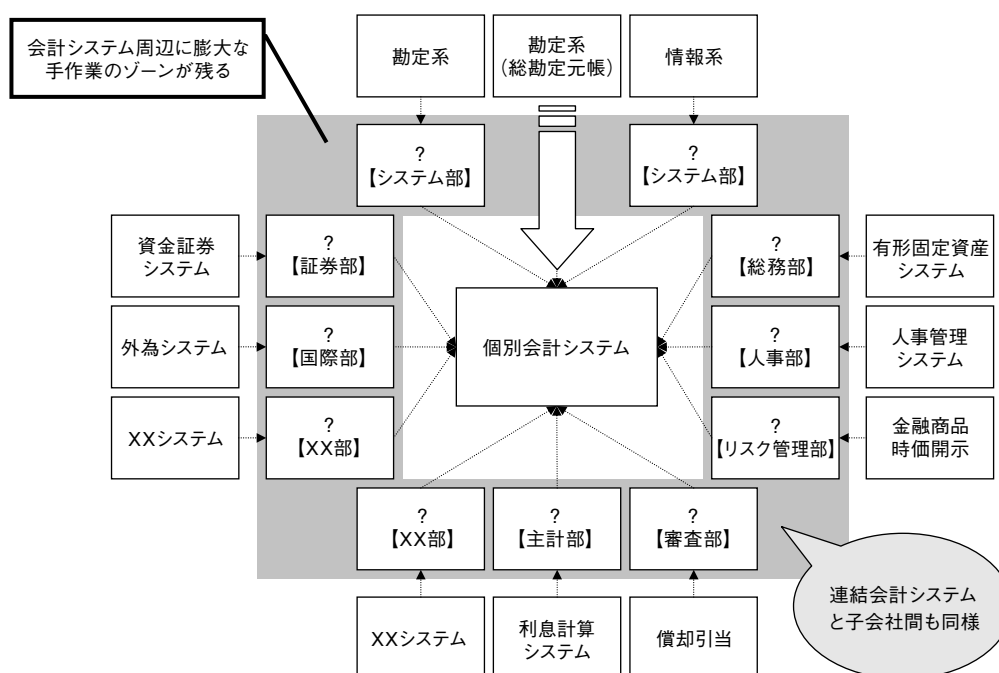 会計システム周辺に膨大な
手作業のゾーンが残る
勘定系
勘定系
（総勘定元帳）
情報系
?
【システム部】
?
【システム部】
資金証券
システム
?
【証券部】
?
【総務部】
有形固定資産
システム
外為システム
?
【国際部】
個別会計システム
?
【人事部】
人事管理
システム
XXシステム
?
【XX部】
?
【リスク管理部】
金融商品
時価開示
?
【XX部】
?
【主計部】
?
【審査部】
XXシステム
利息計算
システム
償却引当
連結会計システム
と子会社間も同様